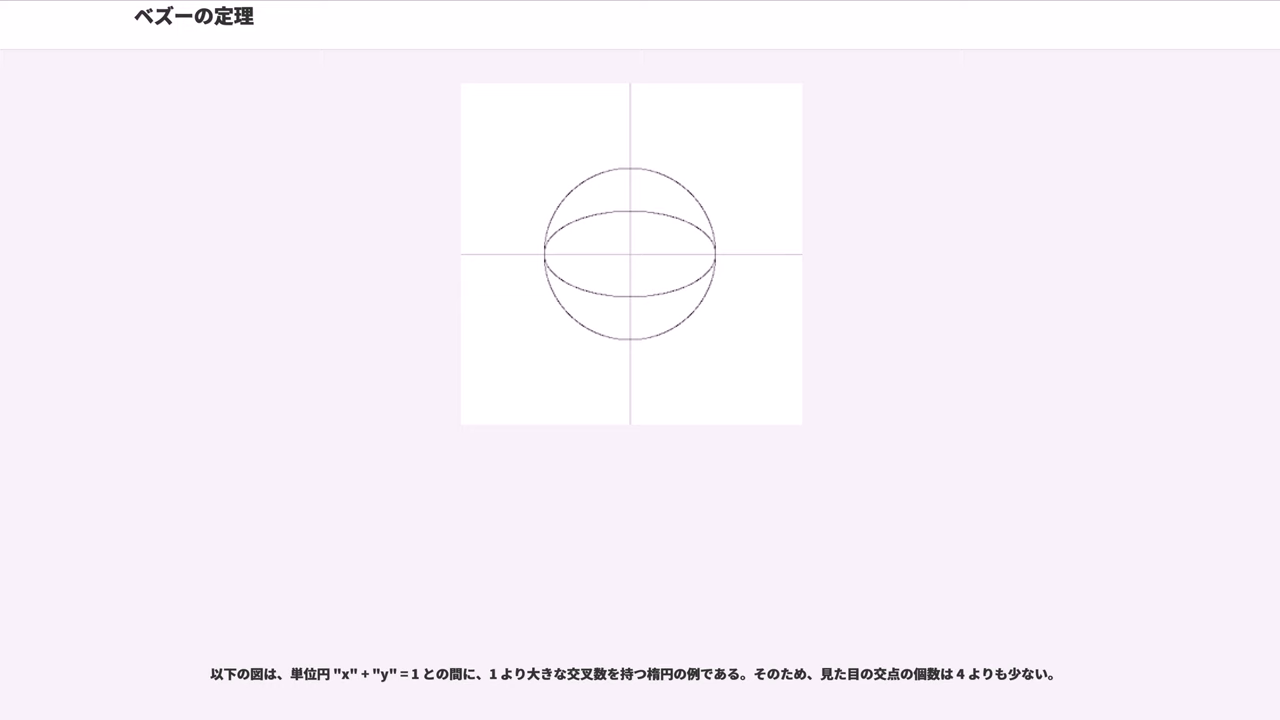 ベズーの定理
以下の図は、単位円 "x" + "y" = 1 との間に、1 より大きな交叉数を持つ楕円の例である。そのため、見た目の交点の個数は 4 よりも少ない。